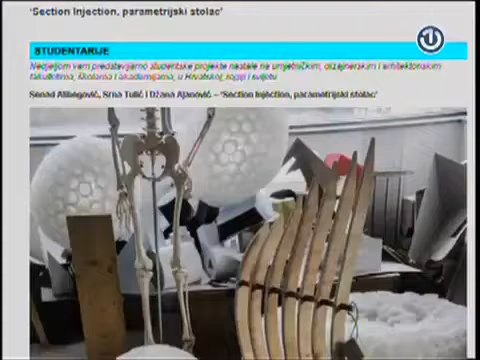 ‘Section Injection, parametrijski stolac’
STUDENTARIJE
Nedjeljom vam predstavljamo studentske projekte nastale na umjetničkim, dizajnerskim i arhitektonskim
fakultetima, školama i akademijama, u Hrvatskoj, regiji i svijetu
Senad Alibegović, Srna Tulić i Džana Ajanović – ‘Section Injection, parametrijski stolac’